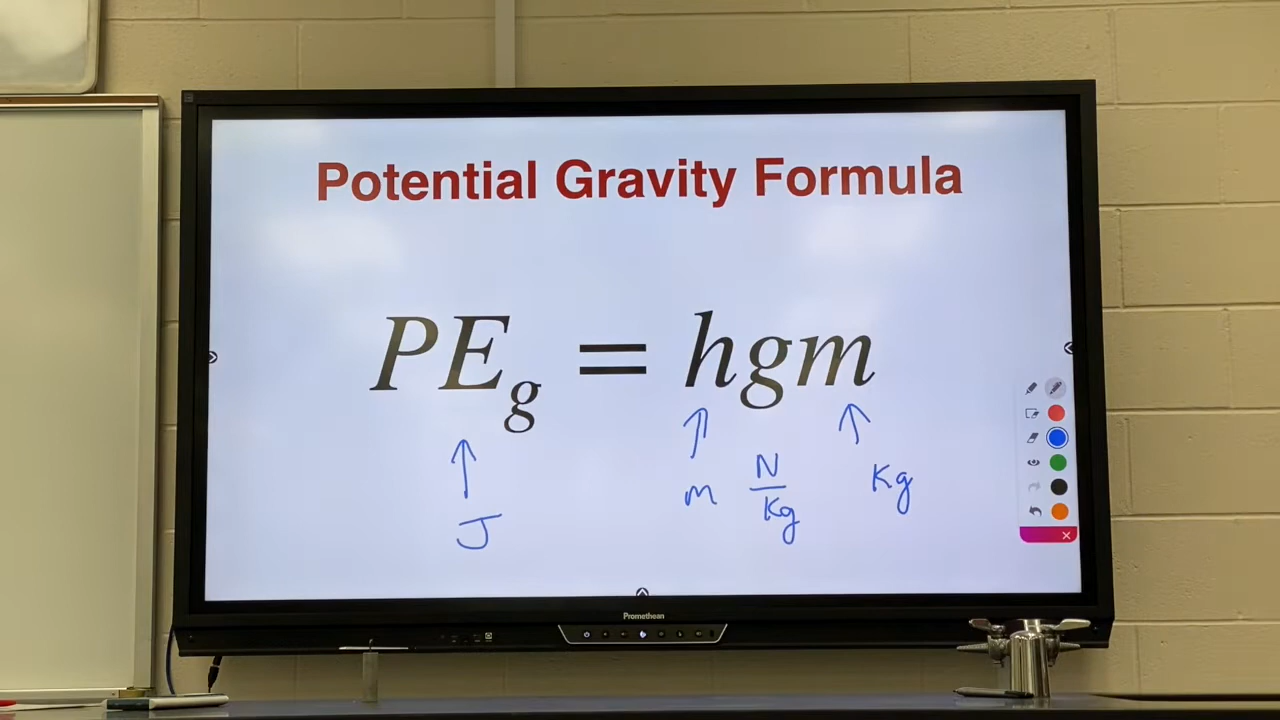 Potential Gravity Formula
PEg = hgm
J
m
N
Kg
Kg
Promethean